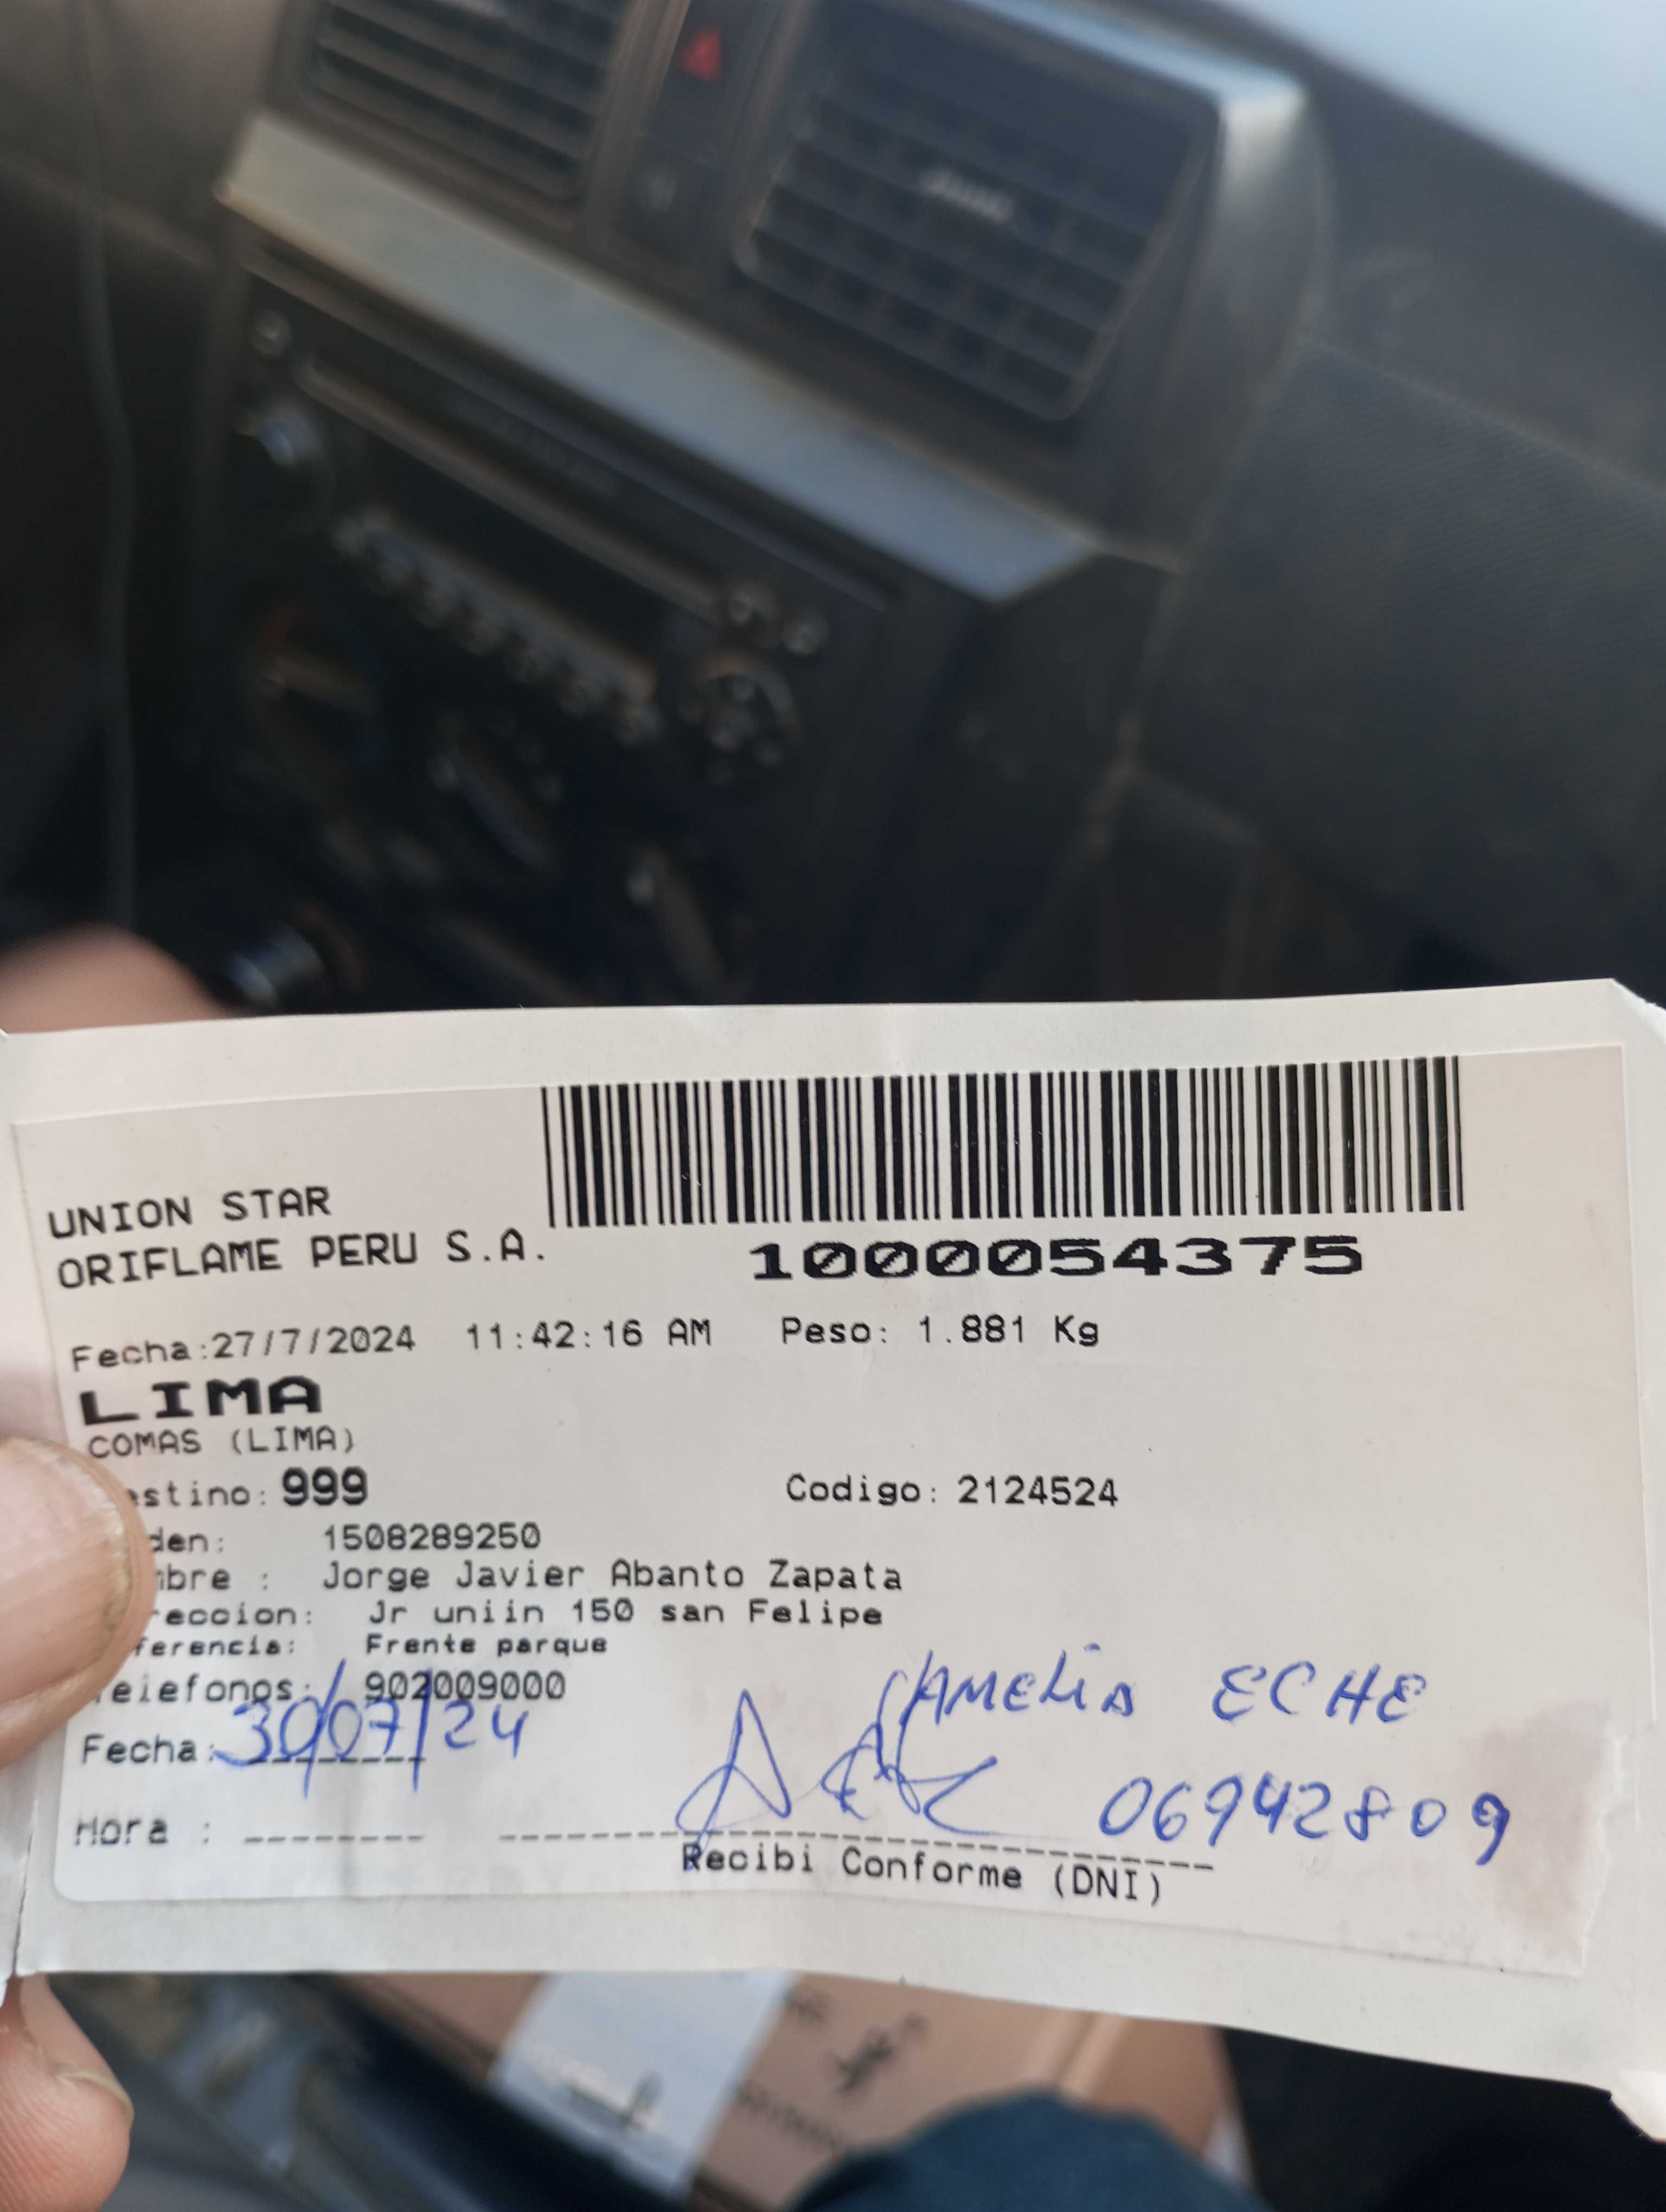 UNION STAR
ORIFLAME PERU S.A.
1000054375
Fecha:27/7/2024 11:42:16 AM Peso: 1.881 Kg
LIMA
COMAS (LIMA)
estino: 999 Codigo: 2124524
den: 1508289250
mbre : Jorge Javier Abanto Zapata
reccion: Jr uniin 150 san Felipe
ferencia: Frente parque
Telefonos: 902009000
AMELiA ECHE
Fecha: 30/07/24
06942809
Hora :
Recibi Conforme (DNI)